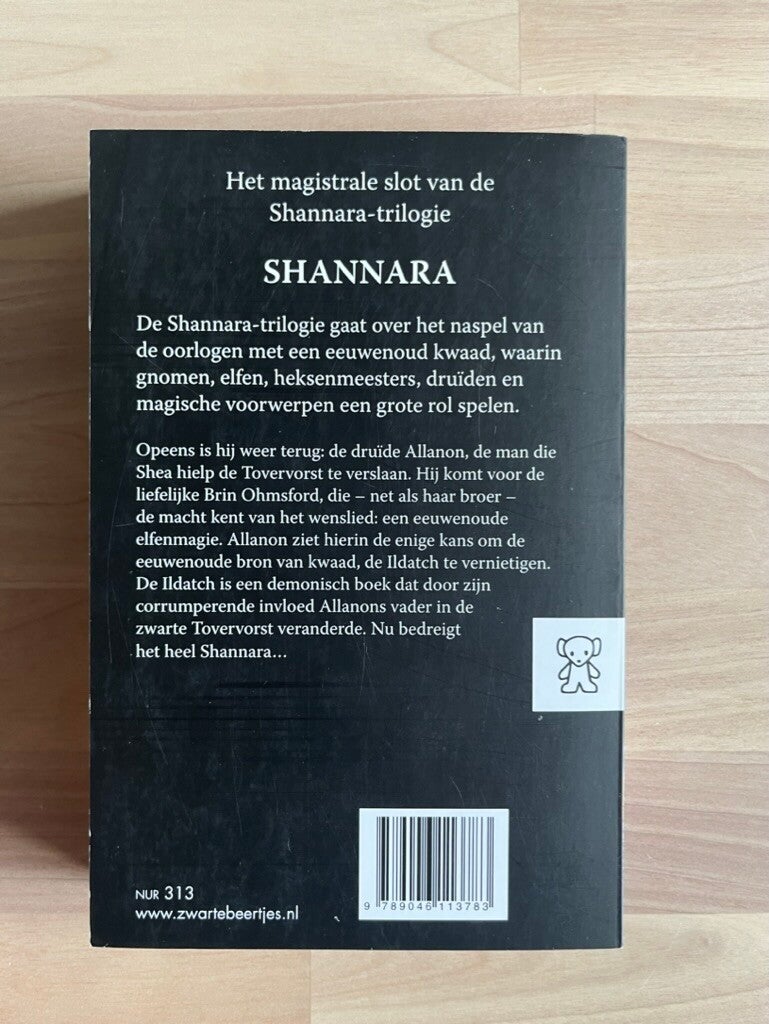 Het magistrale slot van de
Shannara-trilogie
SHANNARA
De Shannara-trilogie gaat over het naspel van
de oorlogen met een eeuwenoud kwaad, waarin
gnomen, elfen, heksenmeesters, druïden en
magische voorwerpen een grote rol spelen.
Opeens is hij weer terug: de druïde Allanon, de man die
Shea hielp de Tovervorst te verslaan. Hij komt voor de
liefelijke Brin Ohmsford, die – net als haar broer –
de macht kent van het wenslied: een eeuwenoude
elfenmagie. Allanon ziet hierin de enige kans om de
eeuwenoude bron van kwaad, de Ildatch te vernietigen.
De Ildatch is een demonisch boek dat door zijn
corrumperende invloed Allanons vader in de
zwarte Tovervorst veranderde. Nu bedreigt
het heel Shannara...
NUR 313
www.zwartebeertjes.nl
9 789046 113783